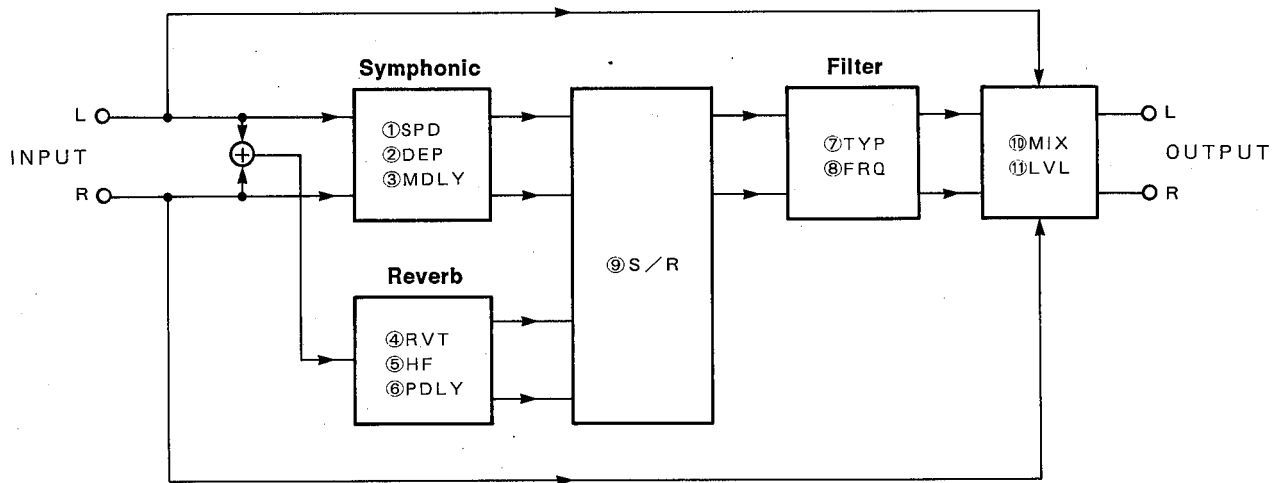 Symphonic
Filter
L
①SPD
②DEP
③MDLY
⑦TYP
⑧FRQ
⑩MIX
⑪LVL
L
INPUT
OUTPUT
R
R
Reverb
⑨S/R
④RVT
⑤HF
⑥PDLY